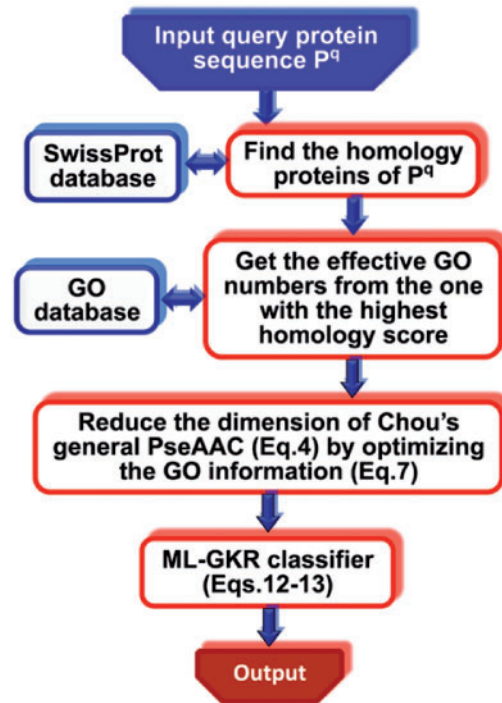 Input query protein
sequence P^q
SwissProt
database
Find the homology
proteins of P^q
GO
database
Get the effective GO
numbers from the one
with the highest
homology score
Reduce the dimension of Chou's
general PseAAC (Eq.4) by optimizing
the GO information (Eq.7)
ML-GKR classifier
(Eqs.12-13)
Output